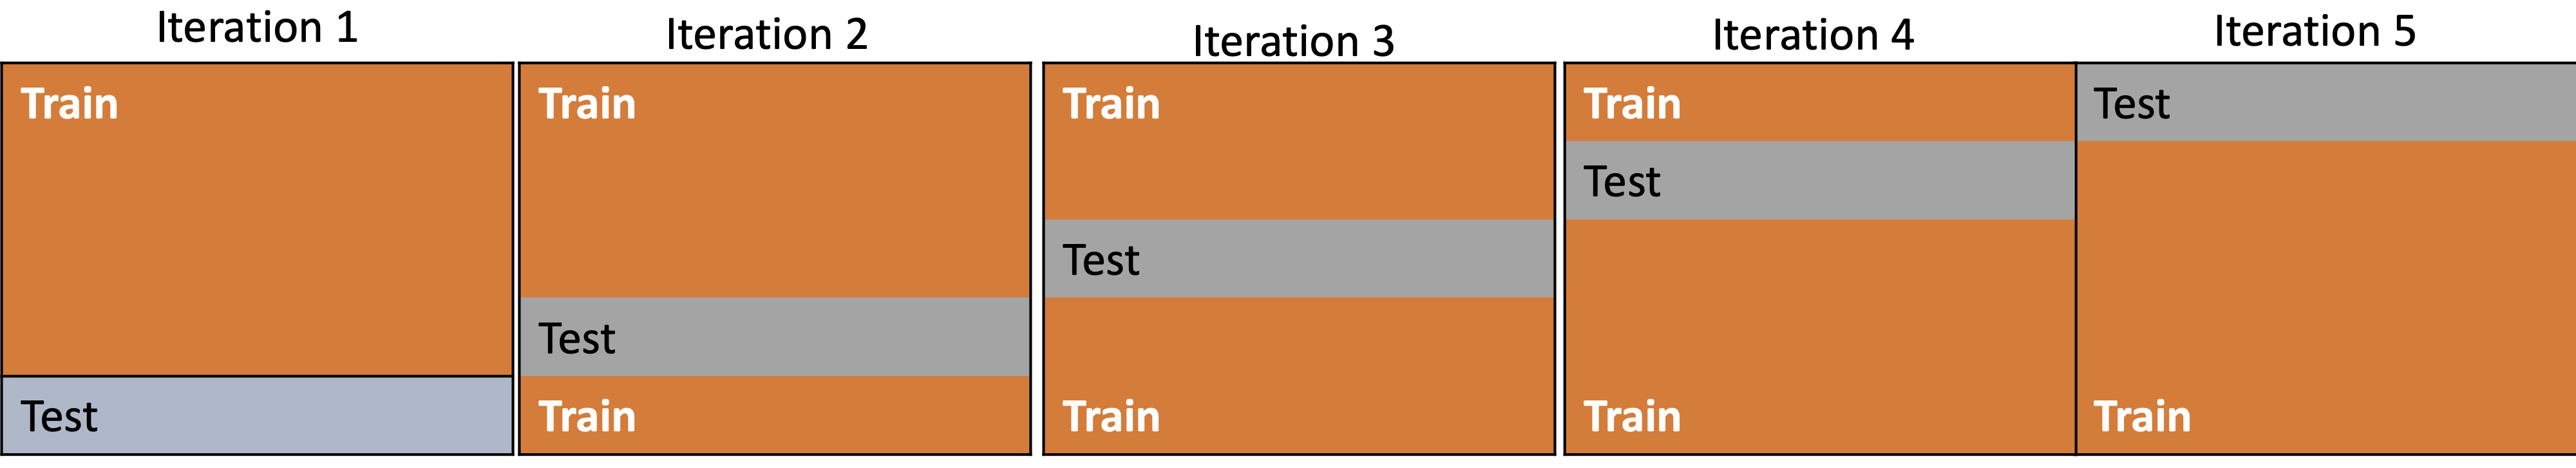 Iteration 1
Train
Test
Iteration 2
Train
Test
Train
Iteration 3
Train
Test
Train
Iteration 4
Train
Test
Train
Iteration 5
Test
Train